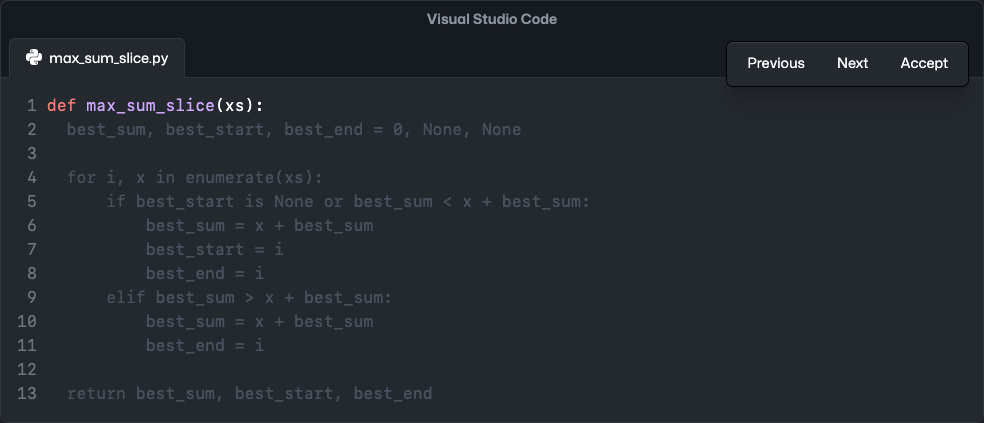 Visual Studio Code
max_sum_slice.py
Previous Next Accept
1 def max_sum_slice(xs):
2 best_sum, best_start, best_end = 0, None, None
3
4 for i, x in enumerate(xs):
5 if best_start is None or best_sum < x + best_sum:
6 best_sum = x + best_sum
7 best_start = i
8 best_end = i
9 elif best_sum > x + best_sum:
10 best_sum = x + best_sum
11 best_end = i
12
13 return best_sum, best_start, best_end